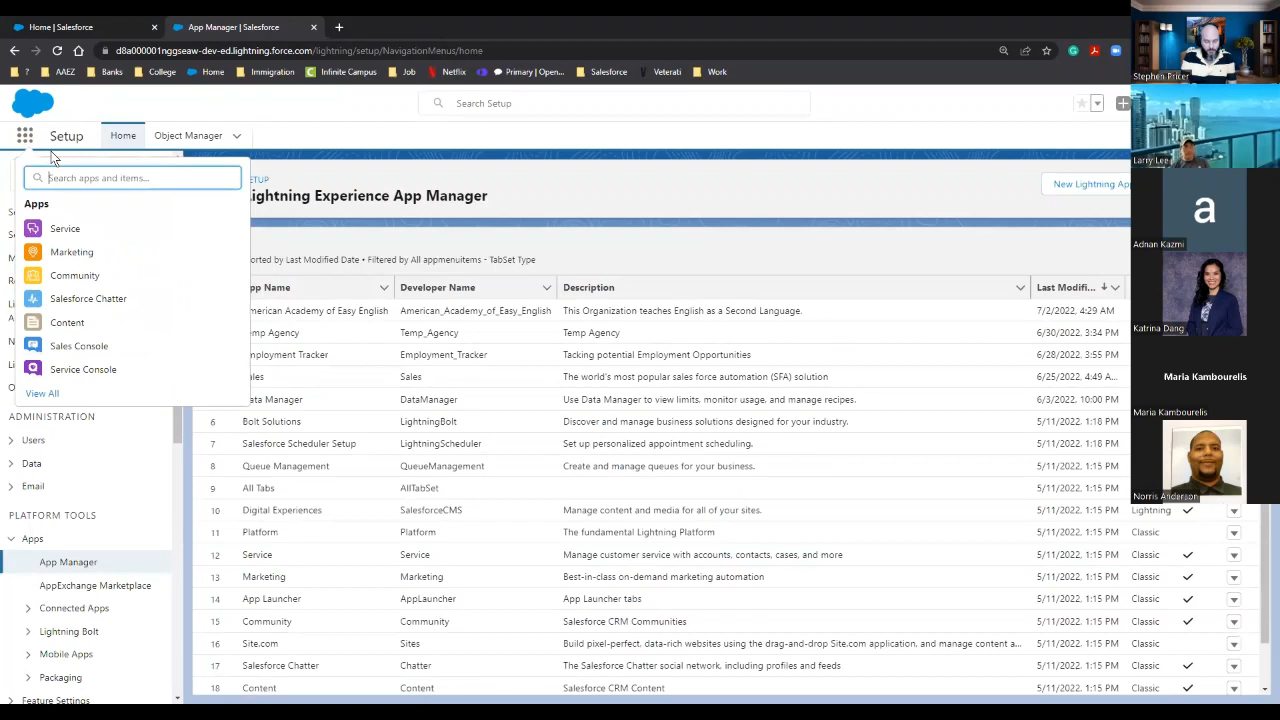 Home | Salesforce
App Manager | Salesforce
d8a000001nggseaw-dev-ed.lightning.force.com/lightning/setup/NavigationMenus/home
?
AAEZ
Banks
College
Home
Immigration
Infinite Campus
Job
Netflix
Primary | Open...
Salesforce
Veterati
Work
Search Setup
Setup
Home
Object Manager
Search apps and items...
Apps
Service
Marketing
Community
Salesforce Chatter
Content
Sales Console
Service Console
View All
ADMINISTRATION
Users
Data
Email
PLATFORM TOOLS
Apps
App Manager
AppExchange Marketplace
Connected Apps
Lightning Bolt
Mobile Apps
Packaging
Feature Settings
SETUP
Lightning Experience App Manager
New Lightning App
orted by Last Modified Date • Filtered by All appmenuitems - TabSet Type
pp Name Developer Name Description Last Modifi...
merican Academy of Easy English American_Academy_of_Easy_English This Organization teaches English as a Second Language. 7/2/2022, 4:29 AM
emp Agency Temp_Agency Temp Agency 6/30/2022, 3:34 PM
mployment Tracker Employment_Tracker Tacking potential Employment Opportunities 6/28/2022, 3:55 PM
ales Sales The world's most popular sales force automation (SFA) solution 6/25/2022, 4:49 A...
ata Manager DataManager Use Data Manager to view limits, monitor usage, and manage recipes. 6/3/2022, 10:00 PM
6 Bolt Solutions LightningBolt Discover and manage business solutions designed for your industry. 5/11/2022, 1:18 PM
7 Salesforce Scheduler Setup LightningScheduler Set up personalized appointment scheduling. 5/11/2022, 1:18 PM
8 Queue Management QueueManagement Create and manage queues for your business. 5/11/2022, 1:15 PM
9 All Tabs AllTabSet 5/11/2022, 1:15 PM
10 Digital Experiences SalesforceCMS Manage content and media for all of your sites. 5/11/2022, 1:15 PM Lightning
11 Platform Platform The fundamental Lightning Platform 5/11/2022, 1:15 PM Classic
12 Service Service Manage customer service with accounts, contacts, cases, and more 5/11/2022, 1:15 PM Classic
13 Marketing Marketing Best-in-class on-demand marketing automation 5/11/2022, 1:15 PM Classic
14 App Launcher AppLauncher App Launcher tabs 5/11/2022, 1:15 PM Classic
15 Community Community Salesforce CRM Communities 5/11/2022, 1:15 PM Classic
16 Site.com Sites Build pixel-perfect, data-rich websites using the drag-and-drop Site.com application, and manage content a... 5/11/2022, 1:15 PM Classic
17 Salesforce Chatter Chatter The Salesforce Chatter social network, including profiles and feeds 5/11/2022, 1:15 PM Classic
18 Content Content Salesforce CRM Content 5/11/2022, 1:15 PM Classic
Stephen Pricer
Larry Lee
a
Adnan Kazmi
Katrina Dang
Maria Kambourelis
Maria Kambourelis
Norris Anderson